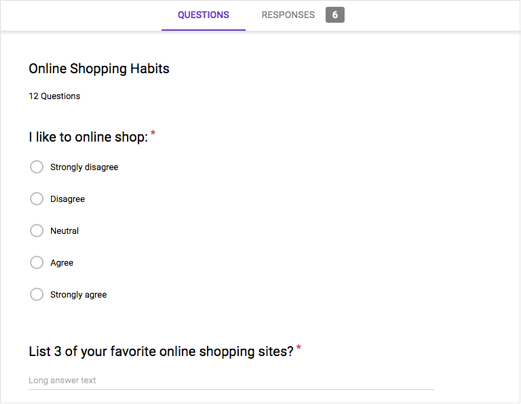 QUESTIONS RESPONSES 6
Online Shopping Habits
12 Questions
I like to online shop: *
Strongly disagree
Disagree
Neutral
Agree
Strongly agree
List 3 of your favorite online shopping sites? *
Long answer text